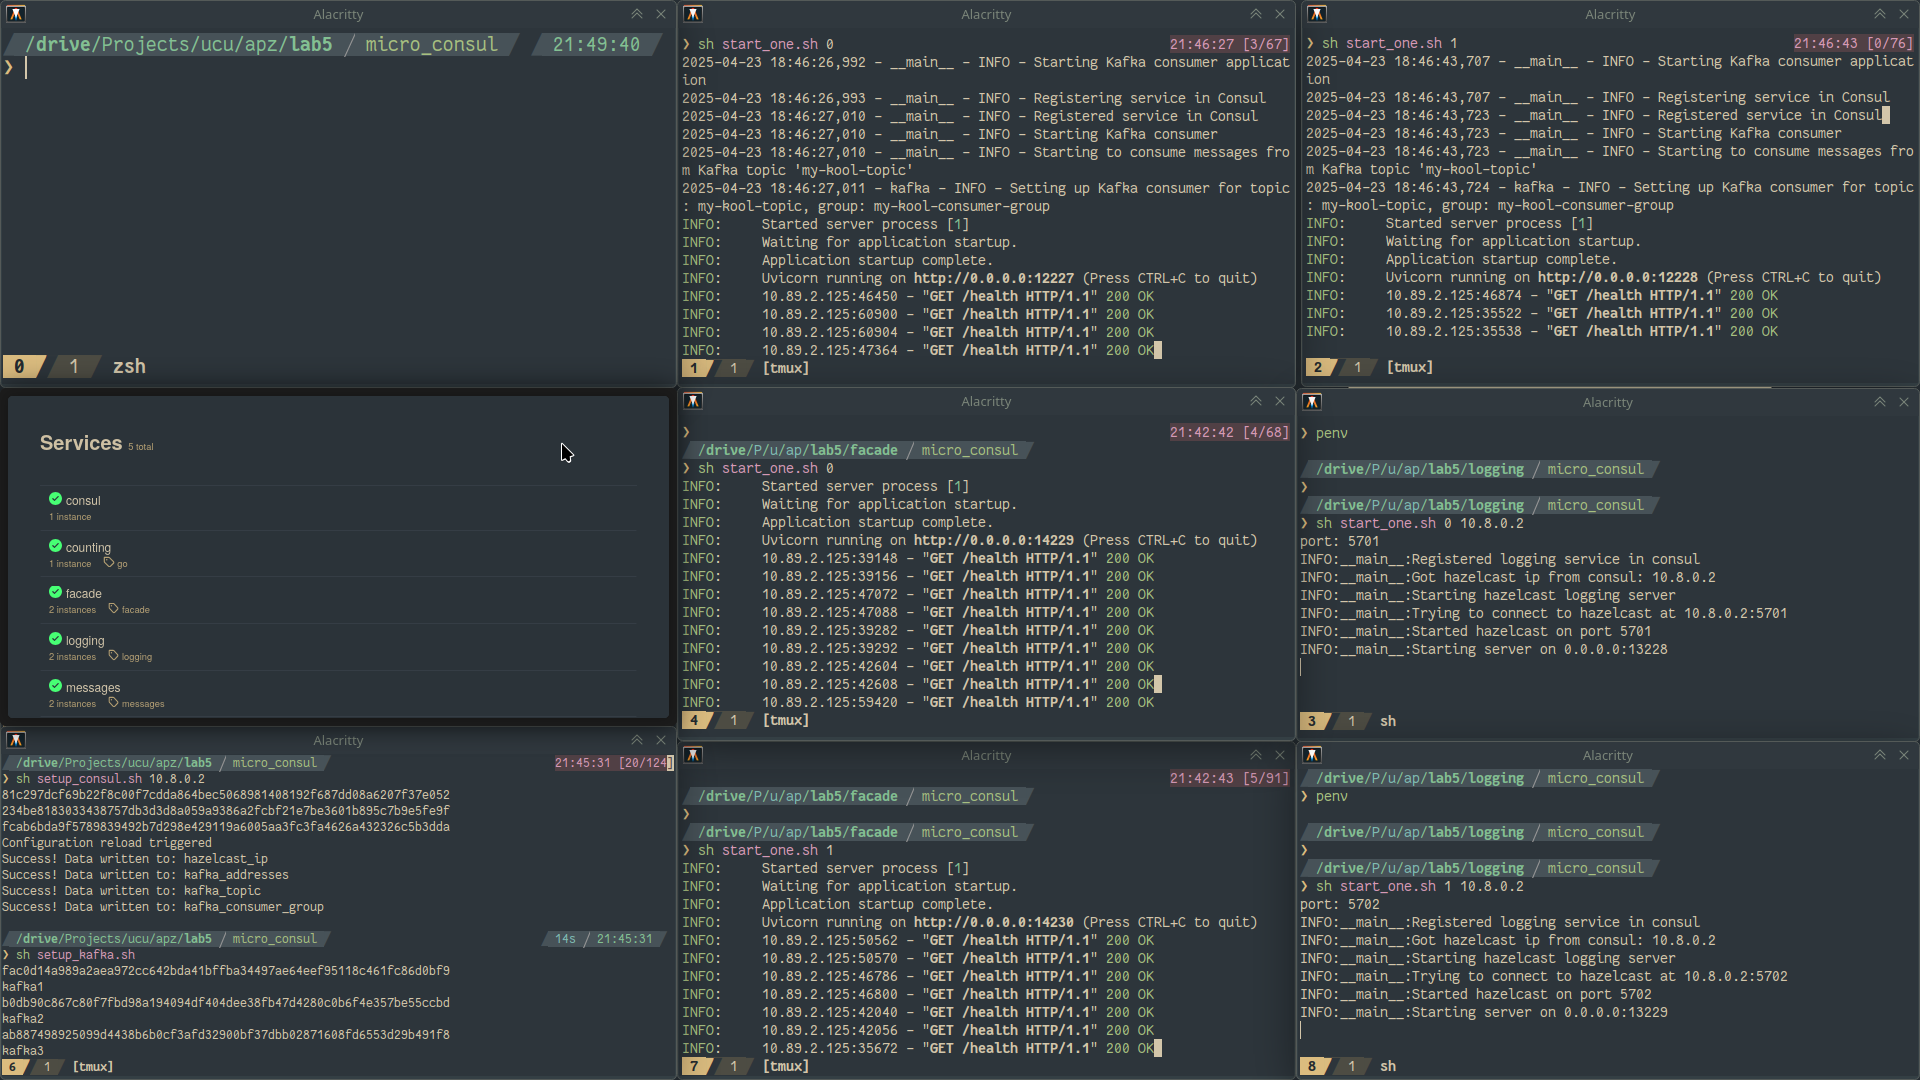 Alacritty
/drive/Projects/ucu/apz/lab5 / micro_consul 21:49:40
❯
0 1 zsh
Alacritty
❯ sh start_one.sh 0 21:46:27 [3/67]
2025-04-23 18:46:26,992 - __main__ - INFO - Starting Kafka consumer applicat
ion
2025-04-23 18:46:26,993 - __main__ - INFO - Registering service in Consul
2025-04-23 18:46:27,010 - __main__ - INFO - Registered service in Consul
2025-04-23 18:46:27,010 - __main__ - INFO - Starting Kafka consumer
2025-04-23 18:46:27,010 - __main__ - INFO - Starting to consume messages fro
m Kafka topic 'my-kool-topic'
2025-04-23 18:46:27,011 - kafka - INFO - Setting up Kafka consumer for topic
: my-kool-topic, group: my-kool-consumer-group
INFO: Started server process [1]
INFO: Waiting for application startup.
INFO: Application startup complete.
INFO: Uvicorn running on http://0.0.0.0:12227 (Press CTRL+C to quit)
INFO: 10.89.2.125:46450 - "GET /health HTTP/1.1" 200 OK
INFO: 10.89.2.125:60900 - "GET /health HTTP/1.1" 200 OK
INFO: 10.89.2.125:60904 - "GET /health HTTP/1.1" 200 OK
INFO: 10.89.2.125:47364 - "GET /health HTTP/1.1" 200 OK
1 1 [tmux]
Alacritty
❯ sh start_one.sh 1 21:46:43 [0/76]
2025-04-23 18:46:43,707 - __main__ - INFO - Starting Kafka consumer applicat
ion
2025-04-23 18:46:43,707 - __main__ - INFO - Registering service in Consul
2025-04-23 18:46:43,723 - __main__ - INFO - Registered service in Consul
2025-04-23 18:46:43,723 - __main__ - INFO - Starting Kafka consumer
2025-04-23 18:46:43,723 - __main__ - INFO - Starting to consume messages fro
m Kafka topic 'my-kool-topic'
2025-04-23 18:46:43,724 - kafka - INFO - Setting up Kafka consumer for topic
: my-kool-topic, group: my-kool-consumer-group
INFO: Started server process [1]
INFO: Waiting for application startup.
INFO: Application startup complete.
INFO: Uvicorn running on http://0.0.0.0:12228 (Press CTRL+C to quit)
INFO: 10.89.2.125:46874 - "GET /health HTTP/1.1" 200 OK
INFO: 10.89.2.125:35522 - "GET /health HTTP/1.1" 200 OK
INFO: 10.89.2.125:35538 - "GET /health HTTP/1.1" 200 OK
2 1 [tmux]
Services 5 total
consul
1 instance
counting
1 instance go
facade
2 instances facade
logging
2 instances logging
messages
2 instances messages
Alacritty
❯ 21:42:42 [4/68]
/drive/P/u/ap/lab5/facade / micro_consul
❯ sh start_one.sh 0
INFO: Started server process [1]
INFO: Waiting for application startup.
INFO: Application startup complete.
INFO: Uvicorn running on http://0.0.0.0:14229 (Press CTRL+C to quit)
INFO: 10.89.2.125:39148 - "GET /health HTTP/1.1" 200 OK
INFO: 10.89.2.125:39156 - "GET /health HTTP/1.1" 200 OK
INFO: 10.89.2.125:47072 - "GET /health HTTP/1.1" 200 OK
INFO: 10.89.2.125:47088 - "GET /health HTTP/1.1" 200 OK
INFO: 10.89.2.125:39282 - "GET /health HTTP/1.1" 200 OK
INFO: 10.89.2.125:39292 - "GET /health HTTP/1.1" 200 OK
INFO: 10.89.2.125:42604 - "GET /health HTTP/1.1" 200 OK
INFO: 10.89.2.125:42608 - "GET /health HTTP/1.1" 200 OK
INFO: 10.89.2.125:59420 - "GET /health HTTP/1.1" 200 OK
4 1 [tmux]
Alacritty
❯ penv
/drive/P/u/ap/lab5/logging / micro_consul
❯
/drive/P/u/ap/lab5/logging / micro_consul
❯ sh start_one.sh 0 10.8.0.2
port: 5701
INFO:__main__:Registered logging service in consul
INFO:__main__:Got hazelcast ip from consul: 10.8.0.2
INFO:__main__:Starting hazelcast logging server
INFO:__main__:Trying to connect to hazelcast at 10.8.0.2:5701
INFO:__main__:Started hazelcast on port 5701
INFO:__main__:Starting server on 0.0.0.0:13228
3 1 sh
Alacritty
/drive/Projects/ucu/apz/lab5 / micro_consul 21:45:31 [20/124]
❯ sh setup_consul.sh 10.8.0.2
81c297dcf69b22f8c00f7cdda864bec5068981408192f687dd08a6207f37e052
234be8183033438757db3d3d8a059a9386a2fcbf21e7be3601b895c7b9e5fe9f
fcab6bda9f5789839492b7d298e429119a6005aa3fc3fa4626a432326c5b3dda
Configuration reload triggered
Success! Data written to: hazelcast_ip
Success! Data written to: kafka_addresses
Success! Data written to: kafka_topic
Success! Data written to: kafka_consumer_group
/drive/Projects/ucu/apz/lab5 / micro_consul 14s / 21:45:31
❯ sh setup_kafka.sh
fac0d14a989a2aea972cc642bda41bffba34497ae64eef95118c461fc86d0bf9
kafka1
b0db90c867c80f7fbd98a194094df404dee38fb47d4280c0b6f4e357be55ccbd
kafka2
ab887498925099d4438b6b0cf3afd32900bf37dbb02871608fd6553d29b491f8
kafka3
6 1 [tmux]
Alacritty
21:42:43 [5/91]
/drive/P/u/ap/lab5/facade / micro_consul
❯
/drive/P/u/ap/lab5/facade / micro_consul
❯ sh start_one.sh 1
INFO: Started server process [1]
INFO: Waiting for application startup.
INFO: Application startup complete.
INFO: Uvicorn running on http://0.0.0.0:14230 (Press CTRL+C to quit)
INFO: 10.89.2.125:50562 - "GET /health HTTP/1.1" 200 OK
INFO: 10.89.2.125:50570 - "GET /health HTTP/1.1" 200 OK
INFO: 10.89.2.125:46786 - "GET /health HTTP/1.1" 200 OK
INFO: 10.89.2.125:46800 - "GET /health HTTP/1.1" 200 OK
INFO: 10.89.2.125:42040 - "GET /health HTTP/1.1" 200 OK
INFO: 10.89.2.125:42056 - "GET /health HTTP/1.1" 200 OK
INFO: 10.89.2.125:35672 - "GET /health HTTP/1.1" 200 OK
7 1 [tmux]
Alacritty
/drive/P/u/ap/lab5/logging / micro_consul
❯ penv
/drive/P/u/ap/lab5/logging / micro_consul
❯
/drive/P/u/ap/lab5/logging / micro_consul
❯ sh start_one.sh 1 10.8.0.2
port: 5702
INFO:__main__:Registered logging service in consul
INFO:__main__:Got hazelcast ip from consul: 10.8.0.2
INFO:__main__:Starting hazelcast logging server
INFO:__main__:Trying to connect to hazelcast at 10.8.0.2:5702
INFO:__main__:Started hazelcast on port 5702
INFO:__main__:Starting server on 0.0.0.0:13229
8 1 sh